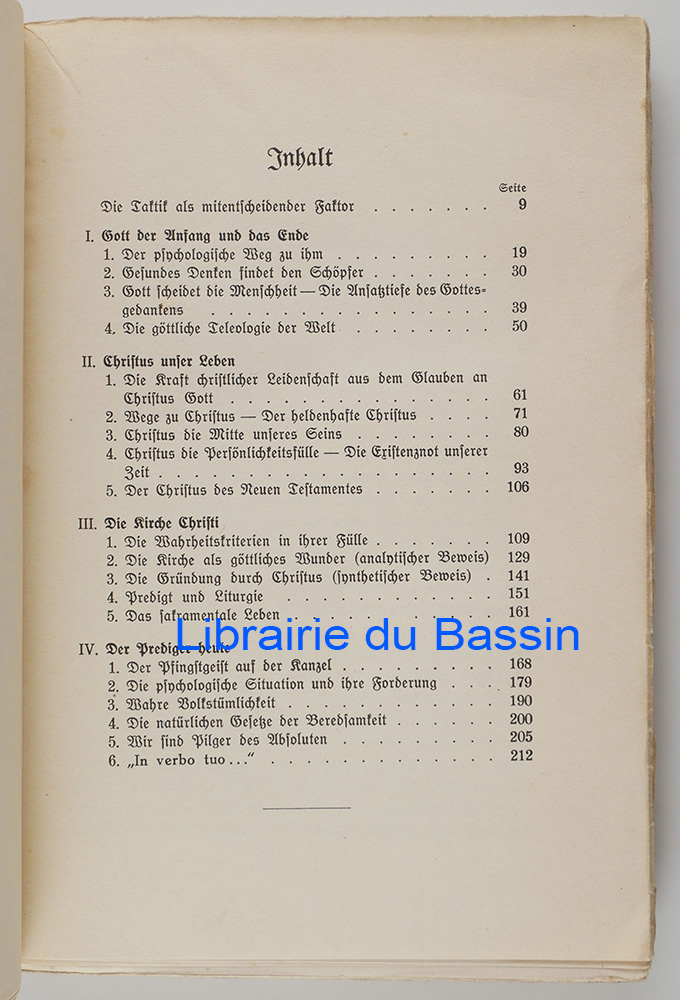 Inhalt
Seite
Die Taktik als mitentscheidender Faktor . . . . . . . 9
I. Gott der Anfang und das Ende
1. Der psychologische Weg zu ihm . . . . . . . . . 19
2. Gesundes Denken findet den Schöpfer . . . . . . . 30
3. Gott scheidet die Menschheit — Die Ansatztiefe des Gottes-
gedankens . . . . . . . . . . . . . . . . 39
4. Die göttliche Teleologie der Welt . . . . . . . . . 50
II. Christus unser Leben
1. Die Kraft christlicher Leidenschaft aus dem Glauben an
Christus Gott . . . . . . . . . . . . . . . 61
2. Wege zu Christus — Der heldenhafte Christus . . . . 71
3. Christus die Mitte unseres Seins . . . . . . . . 80
4. Christus die Persönlichkeitsfülle — Die Existenznot unserer
Zeit . . . . . . . . . . . . . . . . . . . 93
5. Der Christus des Neuen Testamentes . . . . . . . 106
III. Die Kirche Christi
1. Die Wahrheitskriterien in ihrer Fülle . . . . . . . 109
2. Die Kirche als göttliches Wunder (analytischer Beweis) 129
3. Die Gründung durch Christus (synthetischer Beweis) . 141
4. Predigt und Liturgie . . . . . . . . . . . . 151
5. Das sakramentale Leben . . . . . . . . . . . . 161
Librairie du Bassin
IV. Der Prediger heute
1. Der Pfingstgeist auf der Kanzel . . . . . . . . . 168
2. Die psychologische Situation und ihre Forderung . . . 179
3. Wahre Volkstümlichkeit . . . . . . . . . . . . 190
4. Die natürlichen Gesetze der Beredsamkeit . . . . . . 200
5. Wir sind Pilger des Absoluten . . . . . . . . . 205
6. „In verbo tuo...“ . . . . . . . . . . . . . 212